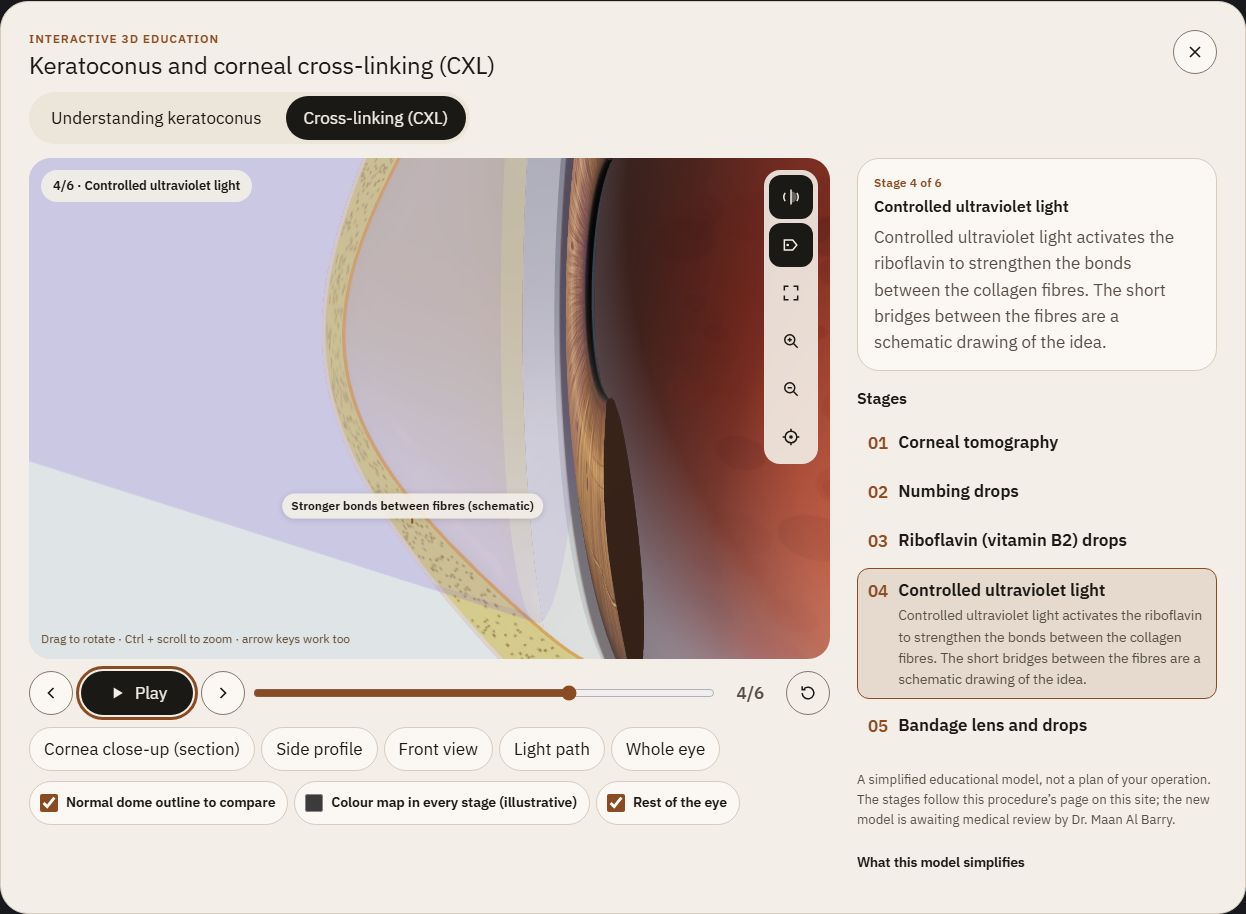 INTERACTIVE 3D EDUCATION
Keratoconus and corneal cross-linking (CXL)
Understanding keratoconus
Cross-linking (CXL)
4/6 · Controlled ultraviolet light
Stronger bonds between fibres (schematic)
Drag to rotate · Ctrl + scroll to zoom · arrow keys work too
Play
4/6
Cornea close-up (section)
Side profile
Front view
Light path
Whole eye
Normal dome outline to compare
Colour map in every stage (illustrative)
Rest of the eye
Stage 4 of 6
Controlled ultraviolet light
Controlled ultraviolet light activates the
riboflavin to strengthen the bonds
between the collagen fibres. The short
bridges between the fibres are a
schematic drawing of the idea.
Stages
01 Corneal tomography
02 Numbing drops
03 Riboflavin (vitamin B2) drops
04 Controlled ultraviolet light
Controlled ultraviolet light activates the riboflavin
to strengthen the bonds between the collagen
fibres. The short bridges between the fibres are a
schematic drawing of the idea.
05 Bandage lens and drops
A simplified educational model, not a plan of your operation.
The stages follow this procedure’s page on this site; the new
model is awaiting medical review by Dr. Maan Al Barry.
What this model simplifies